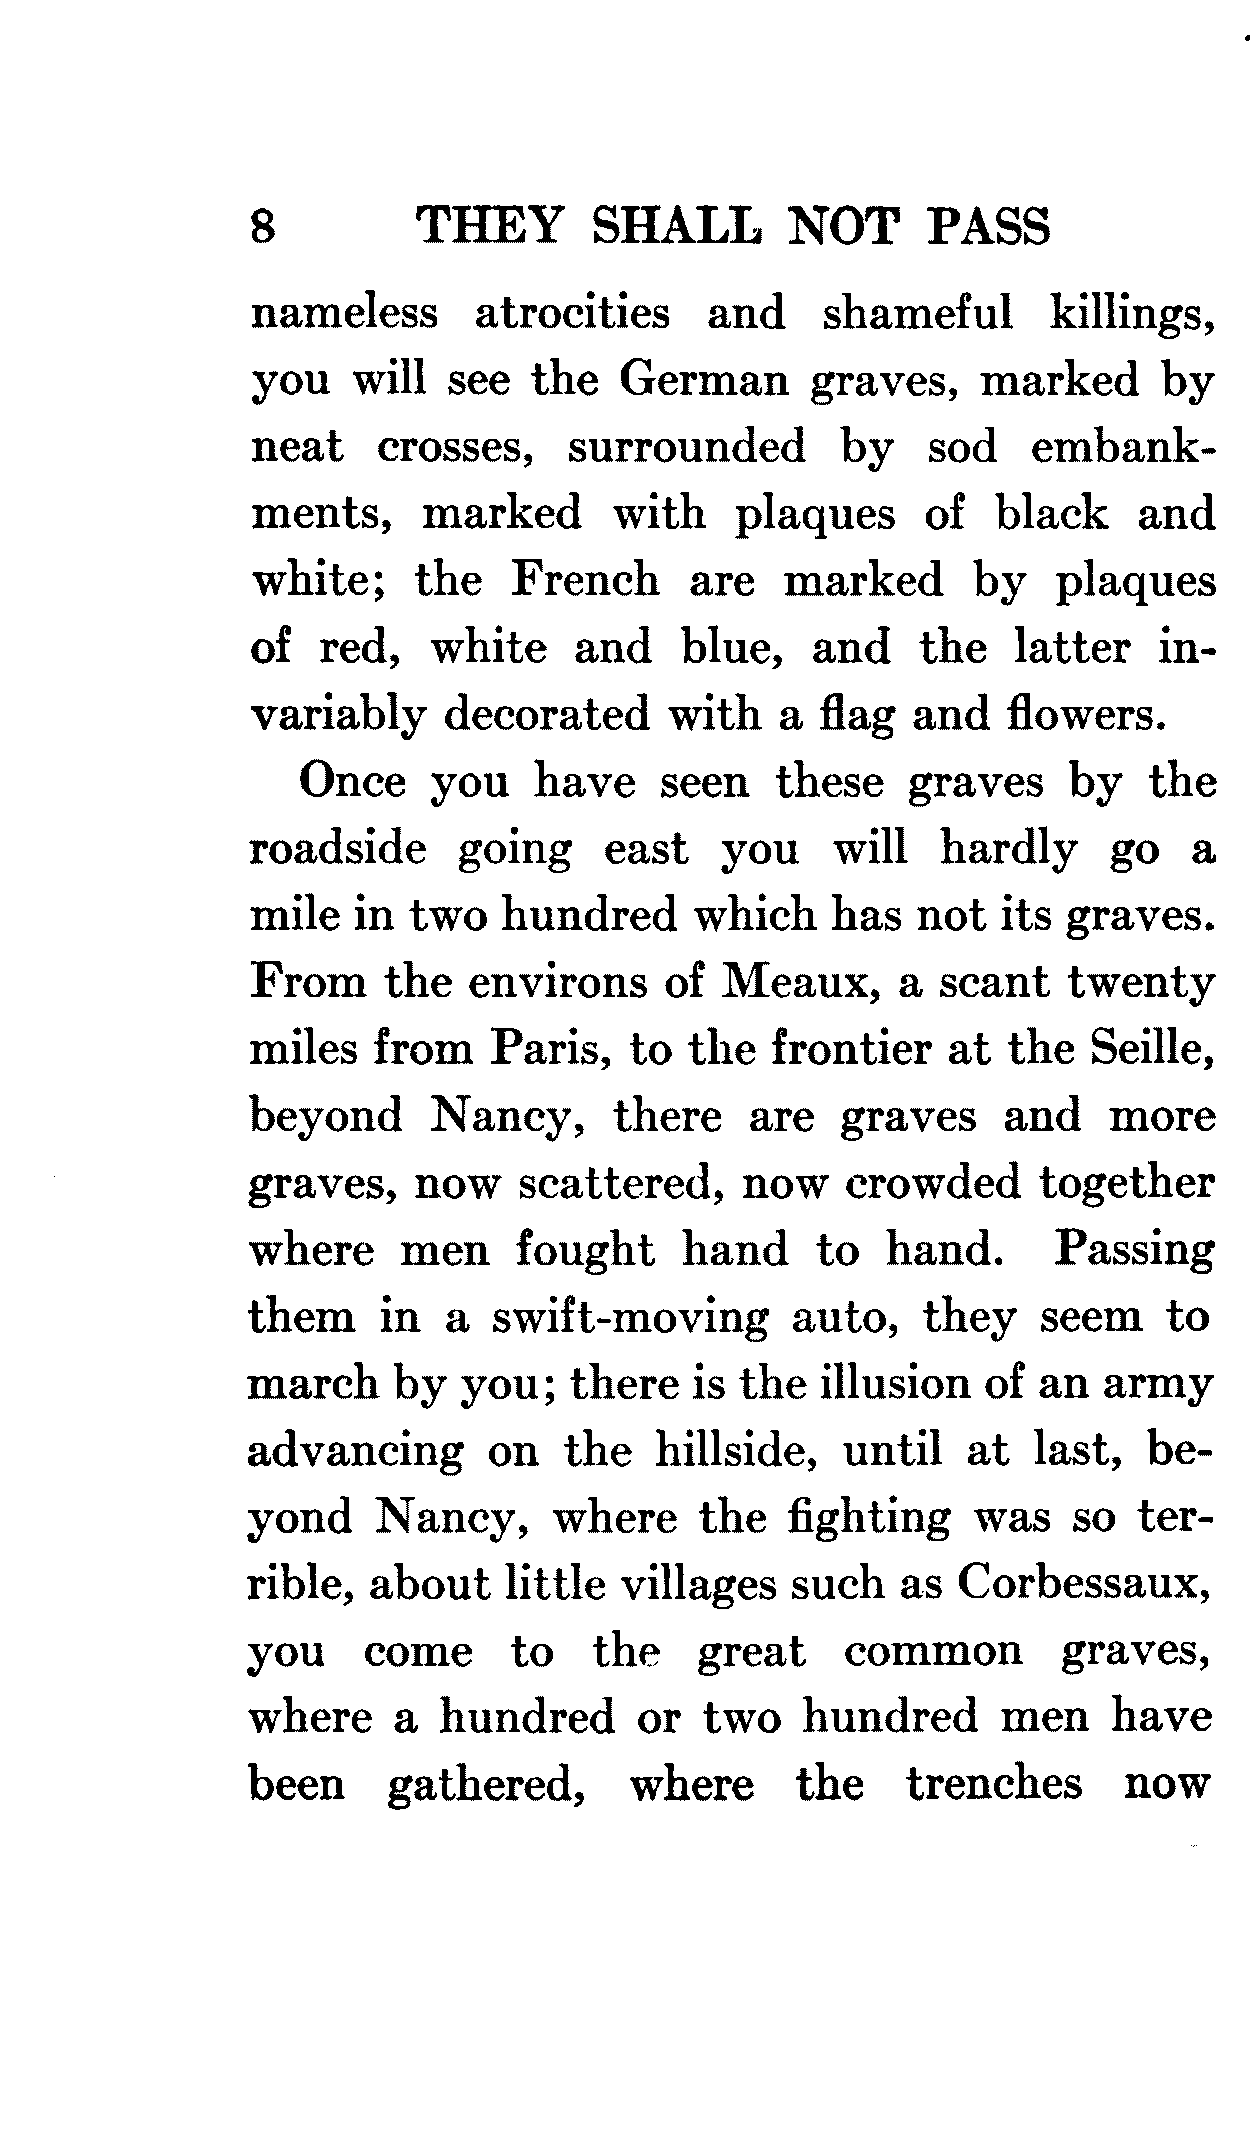 8 THEY SHALL NOT PASS
nameless atrocities and shameful killings,
you will see the German graves, marked by
neat crosses, surrounded by sod embank-
ments, marked with plaques of black and
white; the French are marked by plaques
of red, white and blue, and the latter in-
variably decorated with a flag and flowers.
Once you have seen these graves by the
roadside going east you will hardly go a
mile in two hundred which has not its graves.
From the environs of Meaux, a scant twenty
miles from Paris, to the frontier at the Seille,
beyond Nancy, there are graves and more
graves, now scattered, now crowded together
where men fought hand to hand. Passing
them in a swift-moving auto, they seem to
march by you; there is the illusion of an army
advancing on the hillside, until at last, be-
yond Nancy, where the fighting was so ter-
rible, about little villages such as Corbessaux,
you come to the great common graves,
where a hundred or two hundred men have
been gathered, where the trenches now